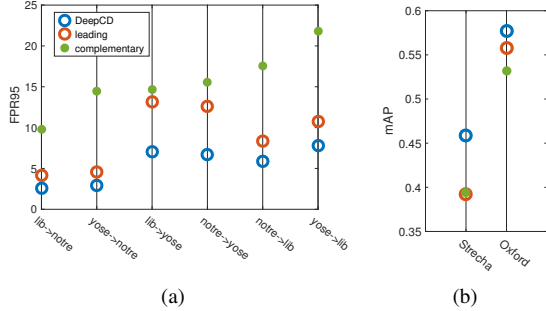 25
20
15
10
5
0
FPR95
DeepCD
leading
complementary
lib->notre
yose->notre
lib->yose
notre->yose
notre->lib
yose->lib
(a)
0.6
0.55
0.5
0.45
0.4
0.35
mAP
Strecha
Oxford
(b)